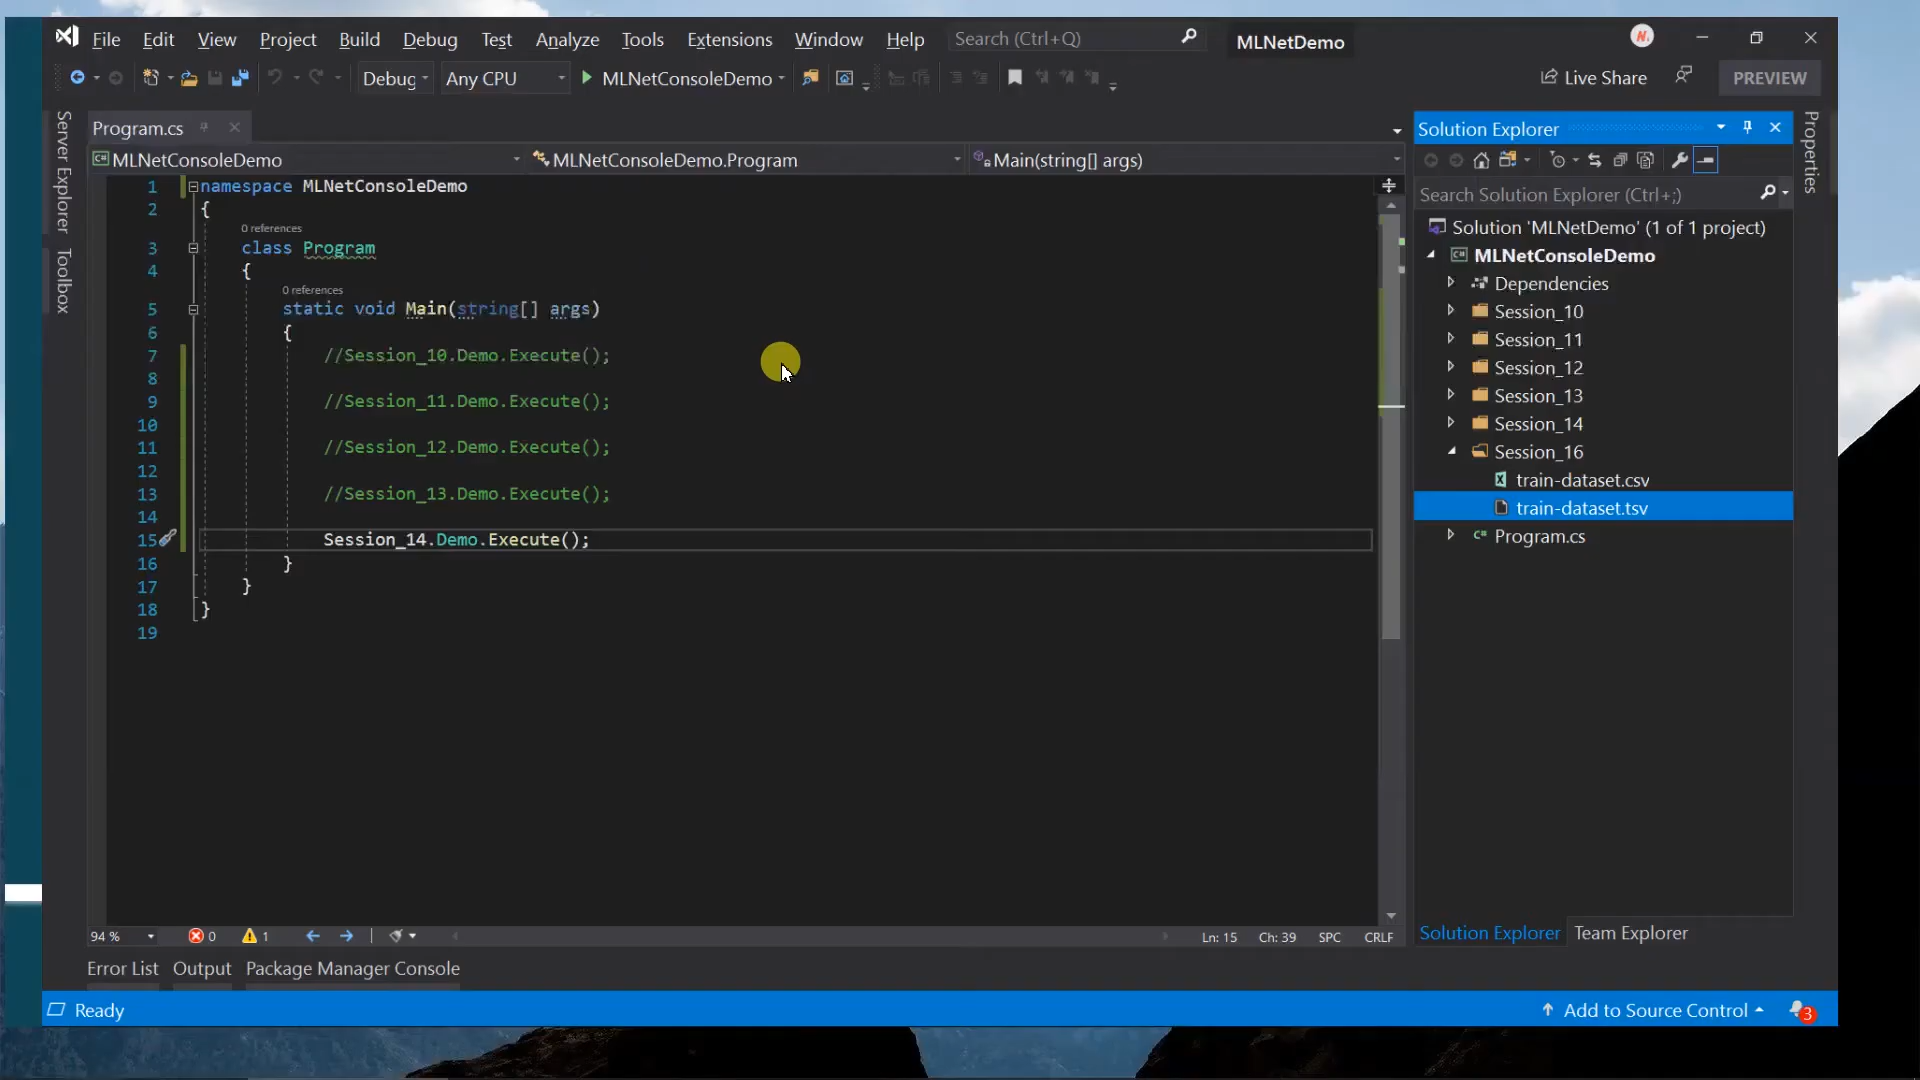 File Edit View Project Build Debug Test Analyze Tools Extensions Window Help Search (Ctrl+Q) MLNetDemo
Debug Any CPU MLNetConsoleDemo Live Share PREVIEW
Server Explorer
Toolbox
Program.cs
MLNetConsoleDemo MLNetConsoleDemo.Program Main(string[] args)
1 namespace MLNetConsoleDemo
2 {
0 references
3 class Program
4 {
0 references
5 static void Main(string[] args)
6 {
7 //Session_10.Demo.Execute();
8
9 //Session_11.Demo.Execute();
10
11 //Session_12.Demo.Execute();
12
13 //Session_13.Demo.Execute();
14
15 Session_14.Demo.Execute();
16 }
17 }
18 }
19
94 % 0 1 Ln: 15 Ch: 39 SPC CRLF
Error List Output Package Manager Console
Solution Explorer
Search Solution Explorer (Ctrl+;)
Solution 'MLNetDemo' (1 of 1 project)
MLNetConsoleDemo
Dependencies
Session_10
Session_11
Session_12
Session_13
Session_14
Session_16
train-dataset.csv
train-dataset.tsv
Program.cs
Solution Explorer Team Explorer
Properties
Ready Add to Source Control 3